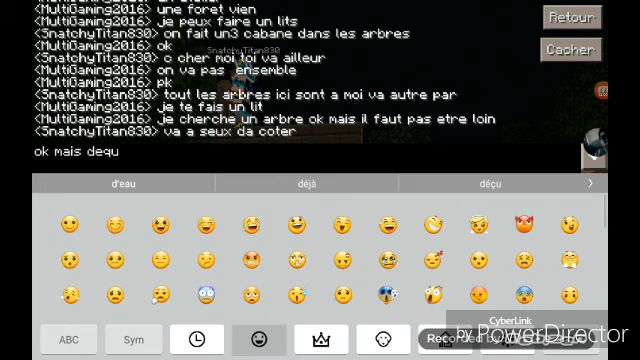 <MultiGaming2016> une foret vien
Retour
<MultiGaming2016> je peux faire un lits
<SnatchyTitan830> on fait un3 cabane dans les arbres
<MultiGaming2016> ok
SnatchyTitan830
Cacher
<SnatchyTitan830> c cher moi toi va ailleur
<MultiGaming2016> on va pas ensemble
<MultiGaming2016> pk
<SnatchyTitan830> tout les arbres ici sont a moi va autre par
<MultiGaming2016> je te fais un lit
<MultiGaming2016> je cherche un arbre ok mais il faut pas etre loin
<SnatchyTitan830> va a seux da coter
ok mais dequ
d'eau déjà déçu
CyberLink
by PowerDirector
Recorded by
ABC Sym